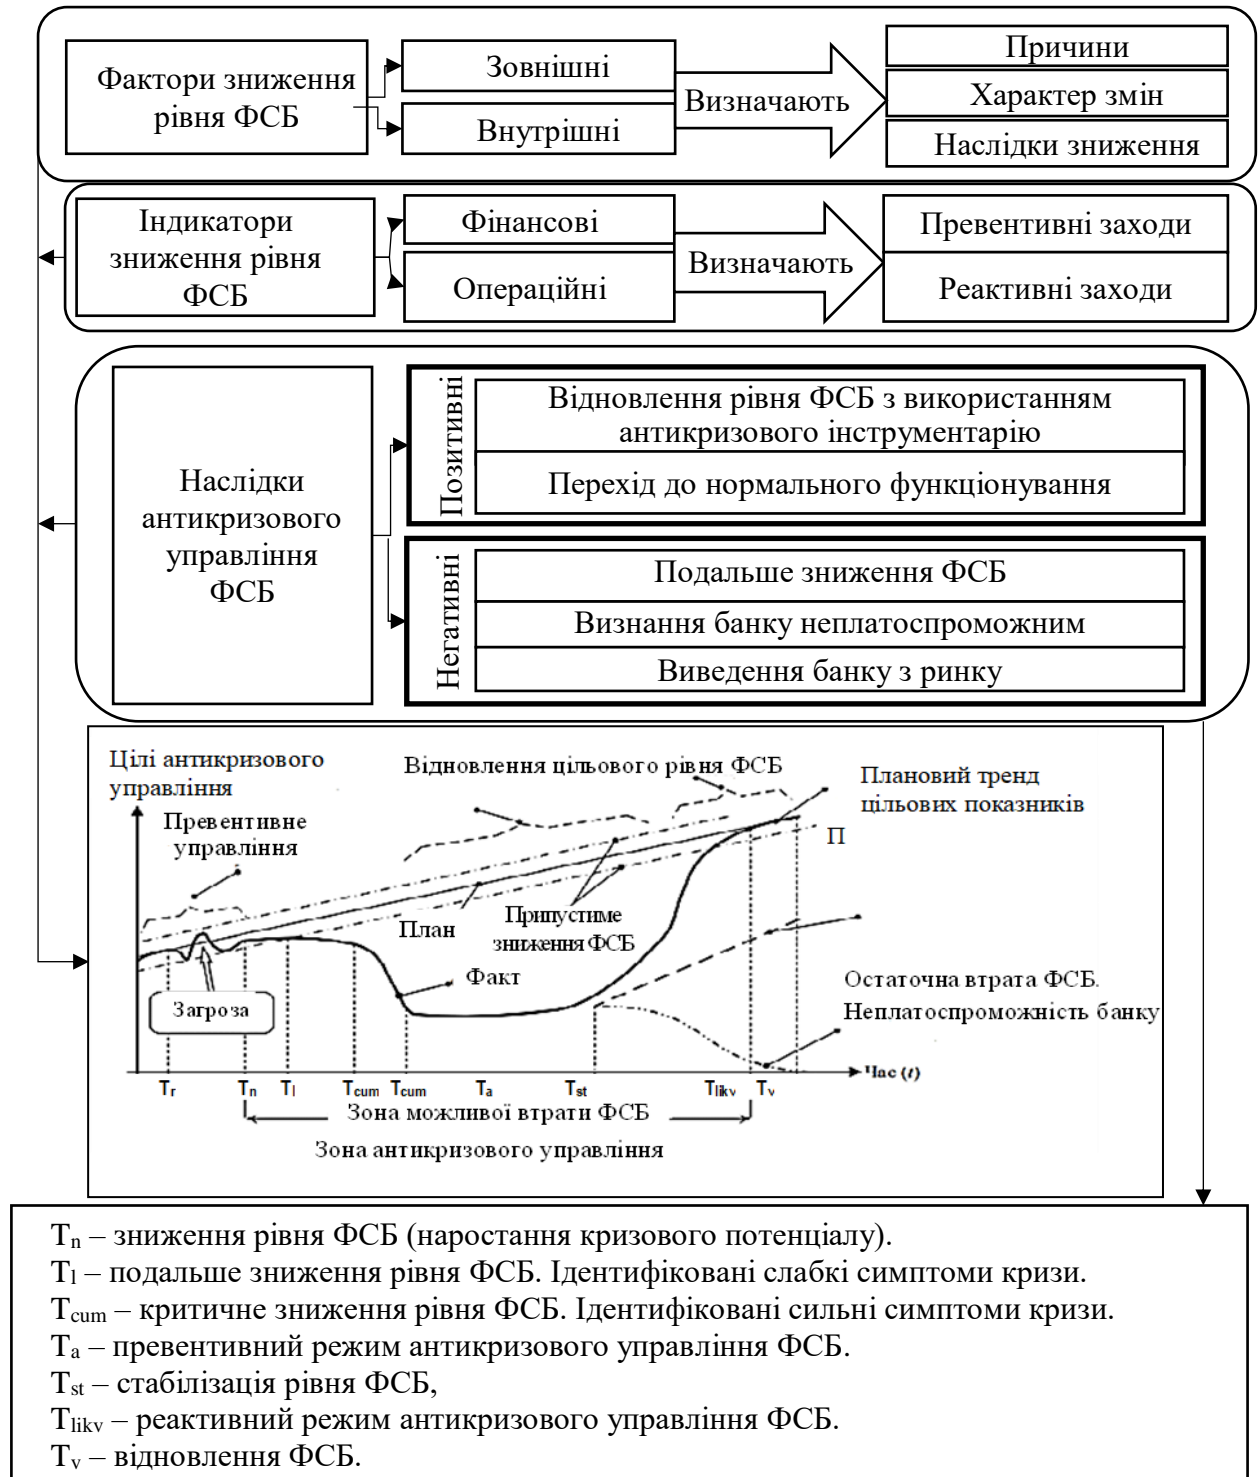 Фактори зниження
рівня ФСБ
Зовнішні
Внутрішні
Визначають
Причини
Характер змін
Наслідки зниження
Індикатори
зниження рівня
ФСБ
Фінансові
Операційні
Визначають
Превентивні заходи
Реактивні заходи
Наслідки
антикризового
управління
ФСБ
Позитивні
Відновлення рівня ФСБ з використанням
антикризового інструментарію
Перехід до нормального функціонування
Негативні
Подальше зниження ФСБ
Визнання банку неплатоспроможним
Виведення банку з ринку
Цілі антикризового
управління
Відновлення цільового рівня ФСБ
Плановий тренд
цільових показників
Превентивне
управління
П
План
Припустиме
зниження ФСБ
Факт
Загроза
Остаточна втрата ФСБ.
Неплатоспроможність банку
Час (t)
Tr Tn Tl Tcum Tcum Ta Tst Tlikv Tv
Зона можливої втрати ФСБ
Зона антикризового управління
Tn – зниження рівня ФСБ (наростання кризового потенціалу).
Tl – подальше зниження рівня ФСБ. Ідентифіковані слабкі симптоми кризи.
Tcum – критичне зниження рівня ФСБ. Ідентифіковані сильні симптоми кризи.
Ta – превентивний режим антикризового управління ФСБ.
Tst – стабілізація рівня ФСБ,
Tlikv – реактивний режим антикризового управління ФСБ.
Tv – відновлення ФСБ.